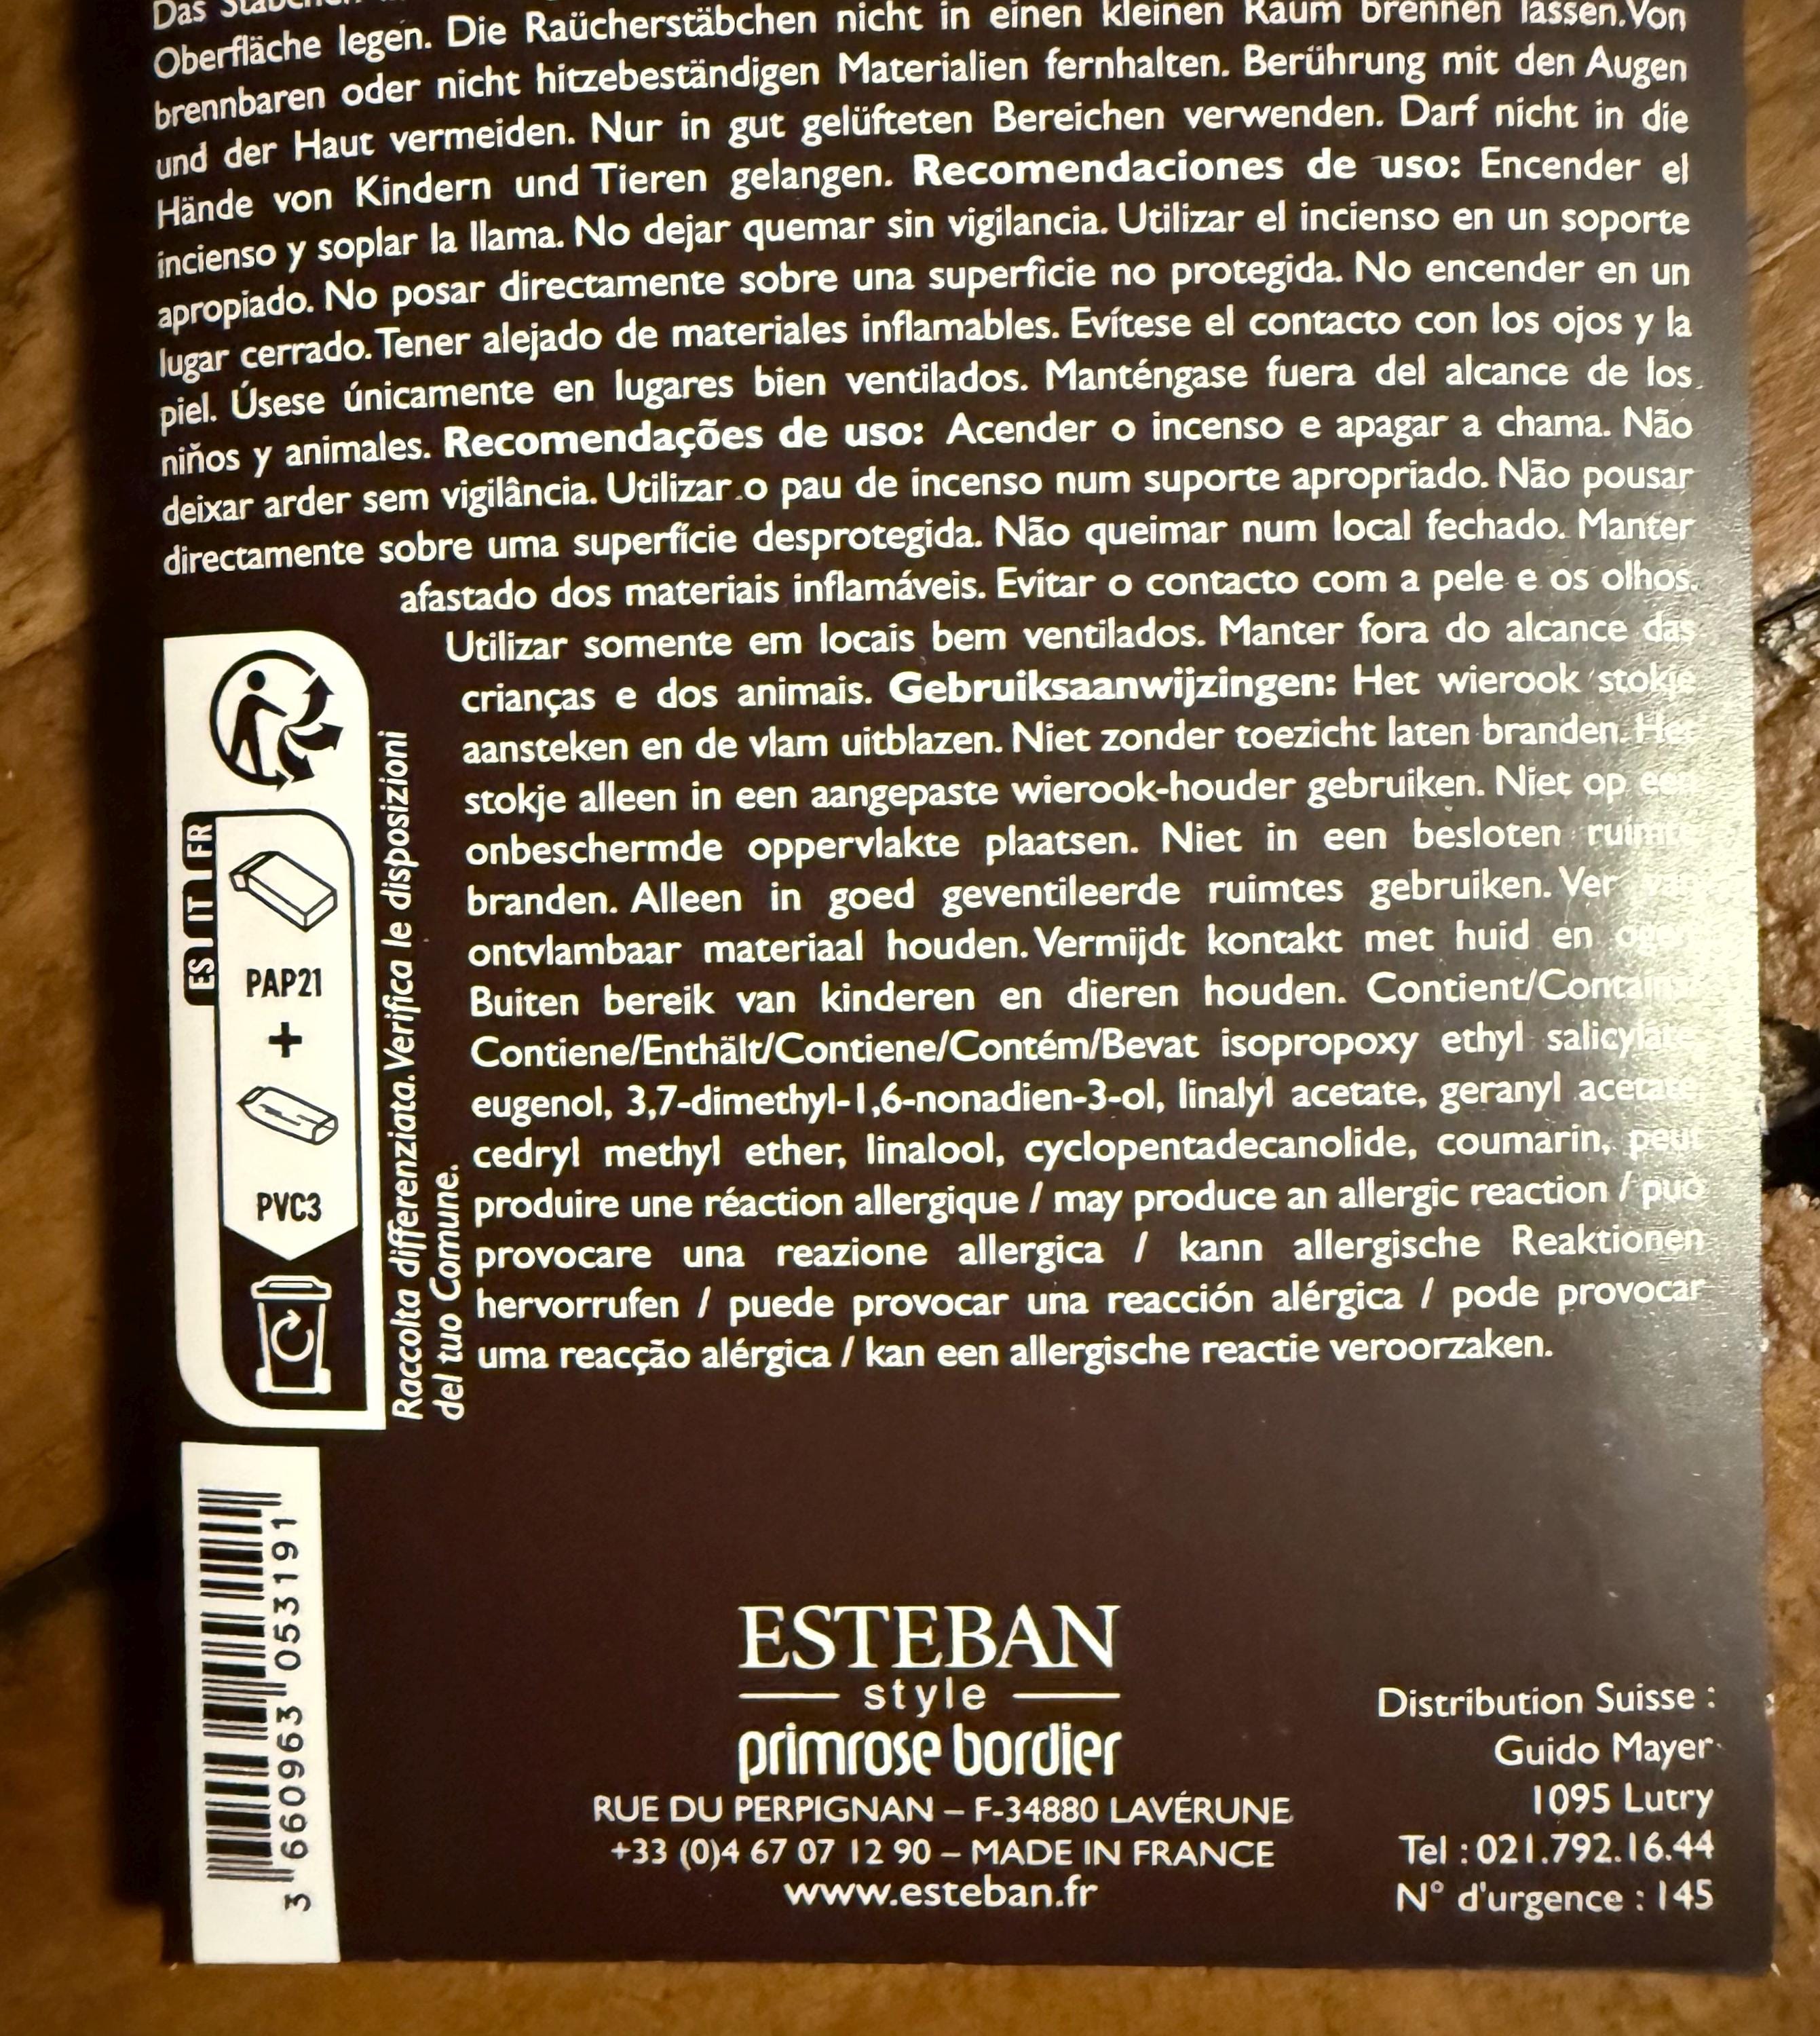 Das
Oberfläche legen. Die Raücherstäbchen nicht in einen kleinen Raum brennen lassen.Von
brennbaren oder nicht hitzebeständigen Materialien fernhalten. Berührung mit den Augen
und der Haut vermeiden. Nur in gut gelüfteten Bereichen verwenden. Darf nicht in die
Hände von Kindern und Tieren gelangen. Recomendaciones de uso: Encender el
incienso y soplar la llama. No dejar quemar sin vigilancia. Utilizar el incienso en un soporte
apropiado. No posar directamente sobre una superficie no protegida. No encender en un
lugar cerrado. Tener alejado de materiales inflamables. Evítese el contacto con los ojos y la
piel. Úsese únicamente en lugares bien ventilados. Manténgase fuera del alcance de los
niños y animales. Recomendações de uso: Acender o incenso e apagar a chama. Não
deixar arder sem vigilância. Utilizar o pau de incenso num suporte apropriado. Não pousar
directamente sobre uma superfície desprotegida. Não queimar num local fechado. Manter
afastado dos materiais inflamáveis. Evitar o contacto com a pele e os olhos.
Utilizar somente em locais bem ventilados. Manter fora do alcance das
crianças e dos animais. Gebruiksaanwijzingen: Het wierook stokje
aansteken en de vlam uitblazen. Niet zonder toezicht laten branden. Het
stokje alleen in een aangepaste wierook-houder gebruiken. Niet op een
onbeschermde oppervlakte plaatsen. Niet in een besloten ruimte
branden. Alleen in goed geventileerde ruimtes gebruiken. Ver
ontvlambaar materiaal houden. Vermijdt kontakt met huid en
Buiten bereik van kinderen en dieren houden. Contient/Contains/
Contiene/Enthält/Contiene/Contém/Bevat isopropoxy ethyl salicylate,
eugenol, 3,7-dimethyl-1,6-nonadien-3-ol, linalyl acetate, geranyl acetate,
cedryl methyl ether, linalool, cyclopentadecanolide, coumarin, peut
produire une réaction allergique / may produce an allergic reaction / può
provocare una reazione allergica / kann allergische Reaktionen
hervorrufen / puede provocar una reacción alérgica / pode provocar
uma reacção alérgica / kan een allergische reactie veroorzaken.
ES IT FR
PAP21
+
PVC3
Raccolta differenziata. Verifica le disposizioni
del tuo Comune.
3 660963 053191
ESTEBAN
style
primrose bordier
RUE DU PERPIGNAN – F-34880 LAVÉRUNE
+33 (0)4 67 07 12 90 – MADE IN FRANCE
www.esteban.fr
Distribution Suisse :
Guido Mayer
1095 Lutry
Tel : 021.792.16.44
N° d'urgence : 145